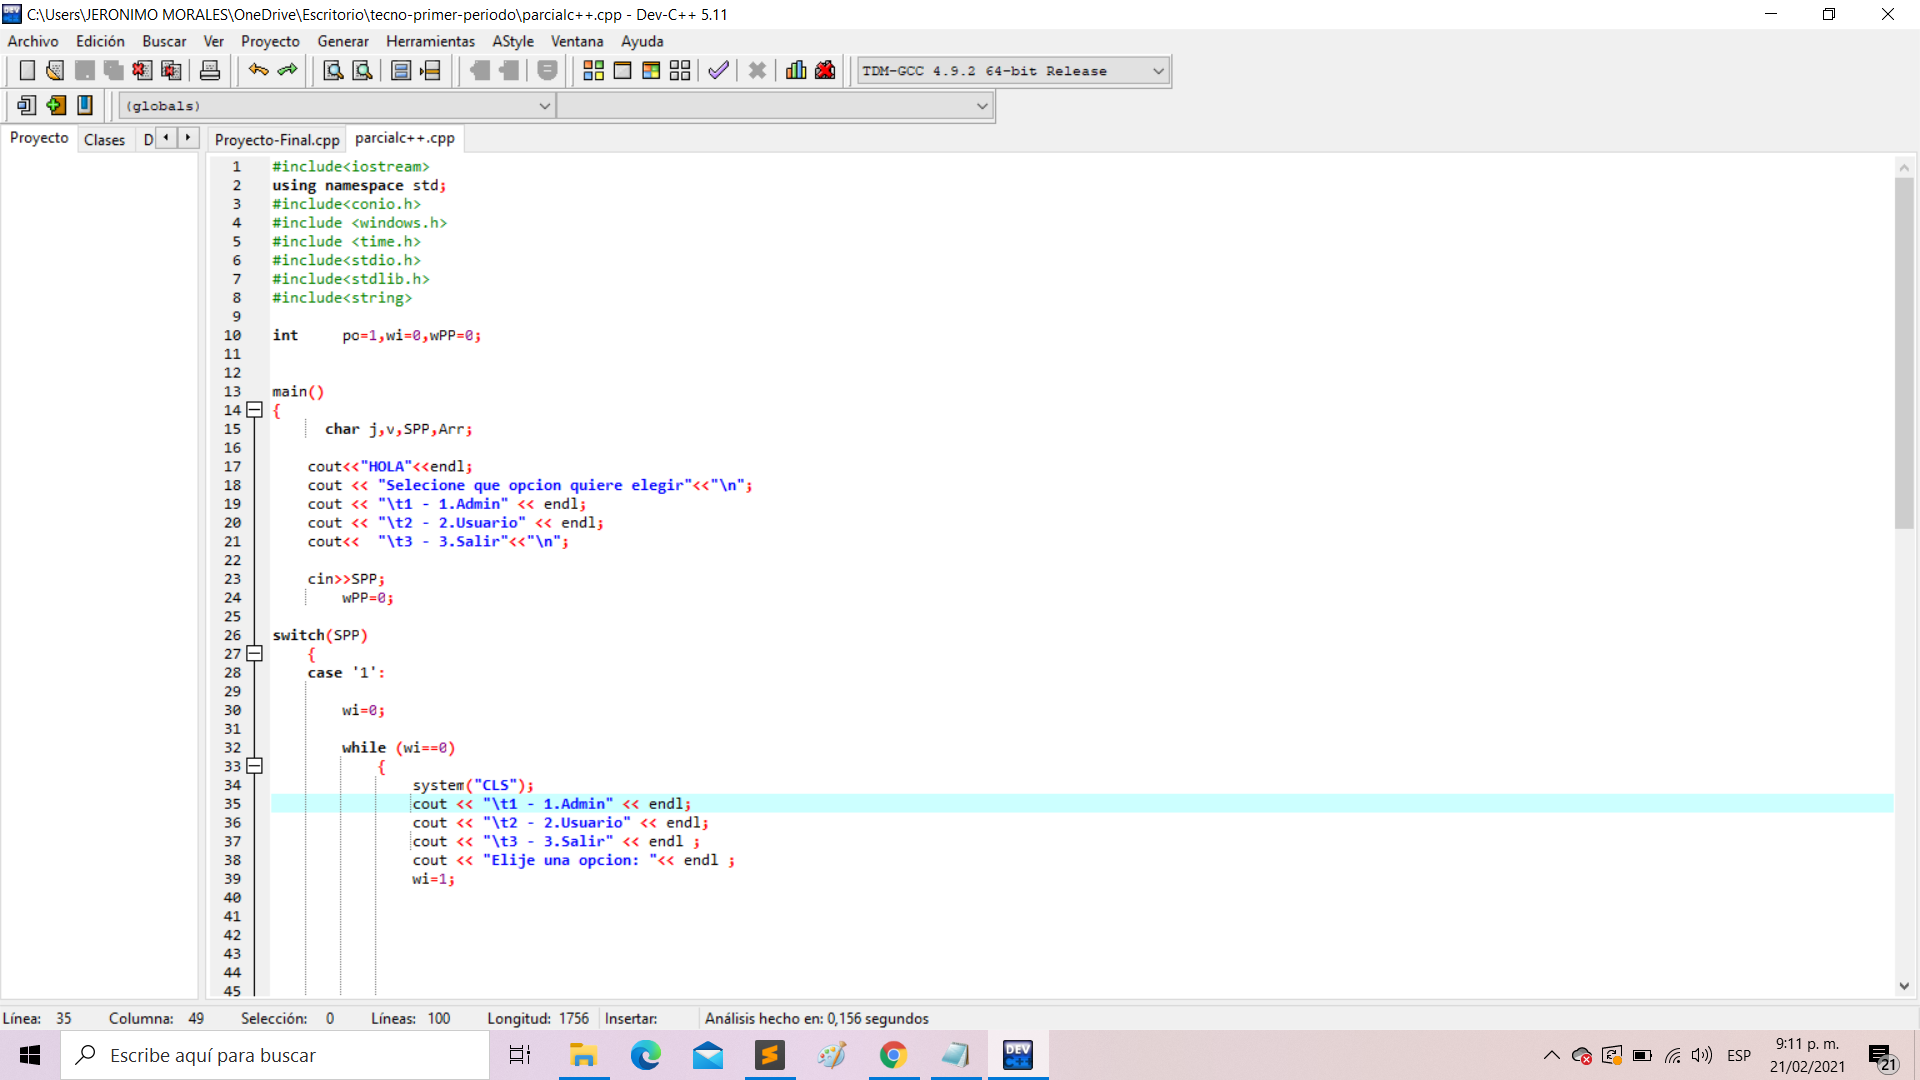 C:\Users\JERONIMO MORALES\OneDrive\Escritorio\tecno-primer-periodo\parcialc++.cpp - Dev-C++ 5.11
Archivo Edición Buscar Ver Proyecto Generar Herramientas AStyle Ventana Ayuda
TDM-GCC 4.9.2 64-bit Release
(globals)
Proyecto Clases D Proyecto-Final.cpp parcialc++.cpp
1 #include<iostream>
2 using namespace std;
3 #include<conio.h>
4 #include <windows.h>
5 #include <time.h>
6 #include<stdio.h>
7 #include<stdlib.h>
8 #include<string>
9
10 int po=1,wi=0,wPP=0;
11
12
13 main()
14 {
15 char j,v,SPP,Arr;
16
17 cout<<"HOLA"<<endl;
18 cout << "Selecione que opcion quiere elegir"<<"\n";
19 cout << "\t1 - 1.Admin" << endl;
20 cout << "\t2 - 2.Usuario" << endl;
21 cout<< "\t3 - 3.Salir"<<"\n";
22
23 cin>>SPP;
24 wPP=0;
25
26 switch(SPP)
27 {
28 case '1':
29
30 wi=0;
31
32 while (wi==0)
33 {
34 system("CLS");
35 cout << "\t1 - 1.Admin" << endl;
36 cout << "\t2 - 2.Usuario" << endl;
37 cout << "\t3 - 3.Salir" << endl ;
38 cout << "Elije una opcion: "<< endl ;
39 wi=1;
40
41
42
43
44
45
Línea: 35 Columna: 49 Selección: 0 Líneas: 100 Longitud: 1756 Insertar: Análisis hecho en: 0,156 segundos
Escribe aquí para buscar
DEV C++
ESP
9:11 p. m.
21/02/2021
21